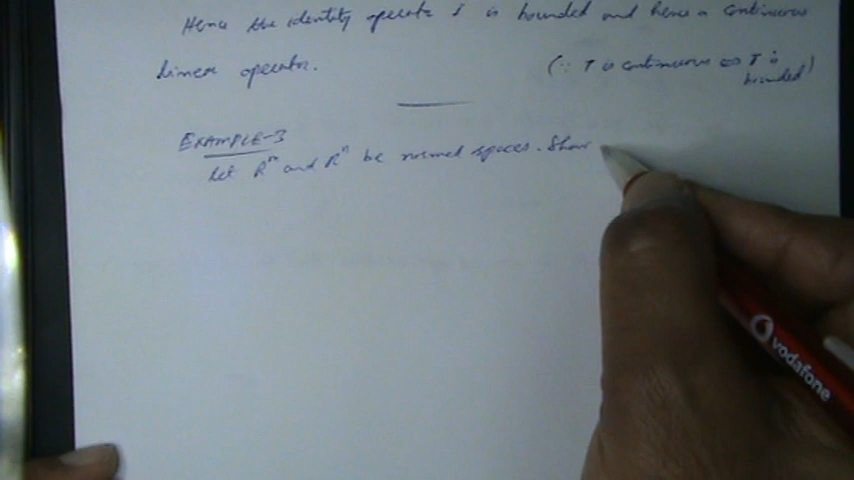 Hence the identity operator I is bounded and hence a continuous
linear operator. (∵ T is continuous ⇔ T is
bounded)
EXAMPLE-3
Let Rⁿ and Rⁿ be normed spaces. Show
vodafone